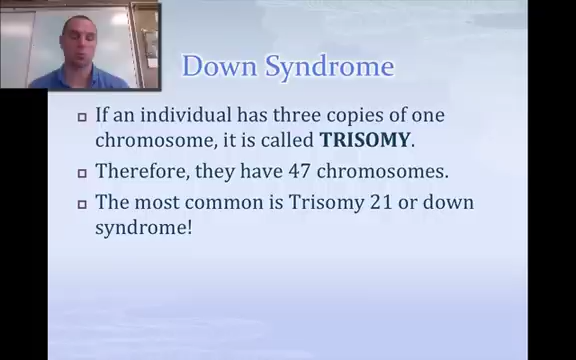 Down Syndrome
If an individual has three copies of one
chromosome, it is called TRISOMY.
Therefore, they have 47 chromosomes.
The most common is Trisomy 21 or down
syndrome!